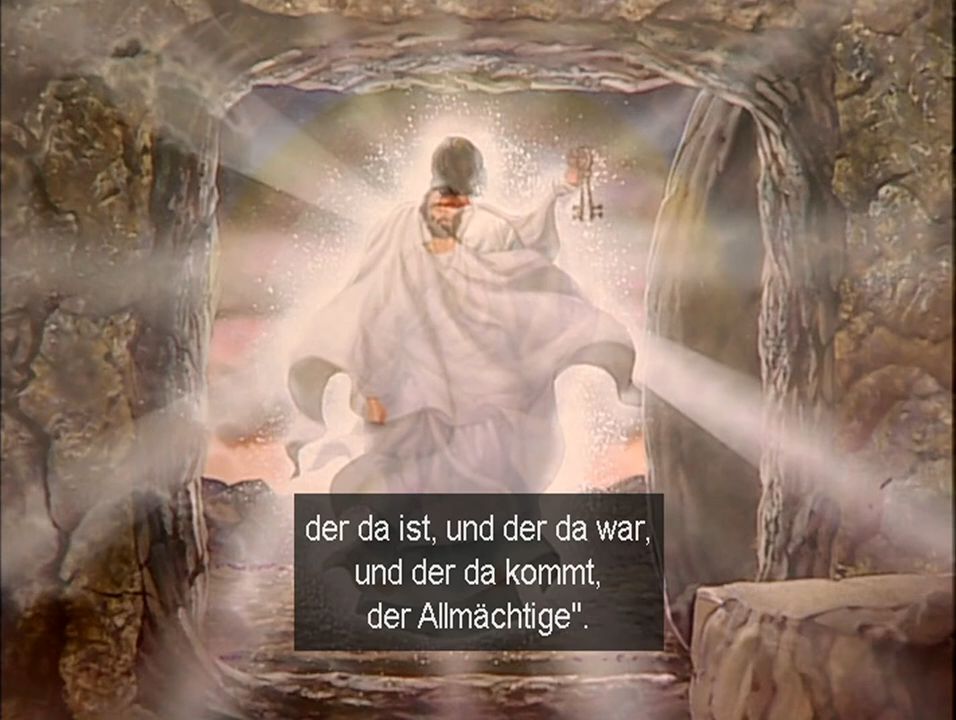 der da ist, und der da war,
und der da kommt,
der Allmächtige".